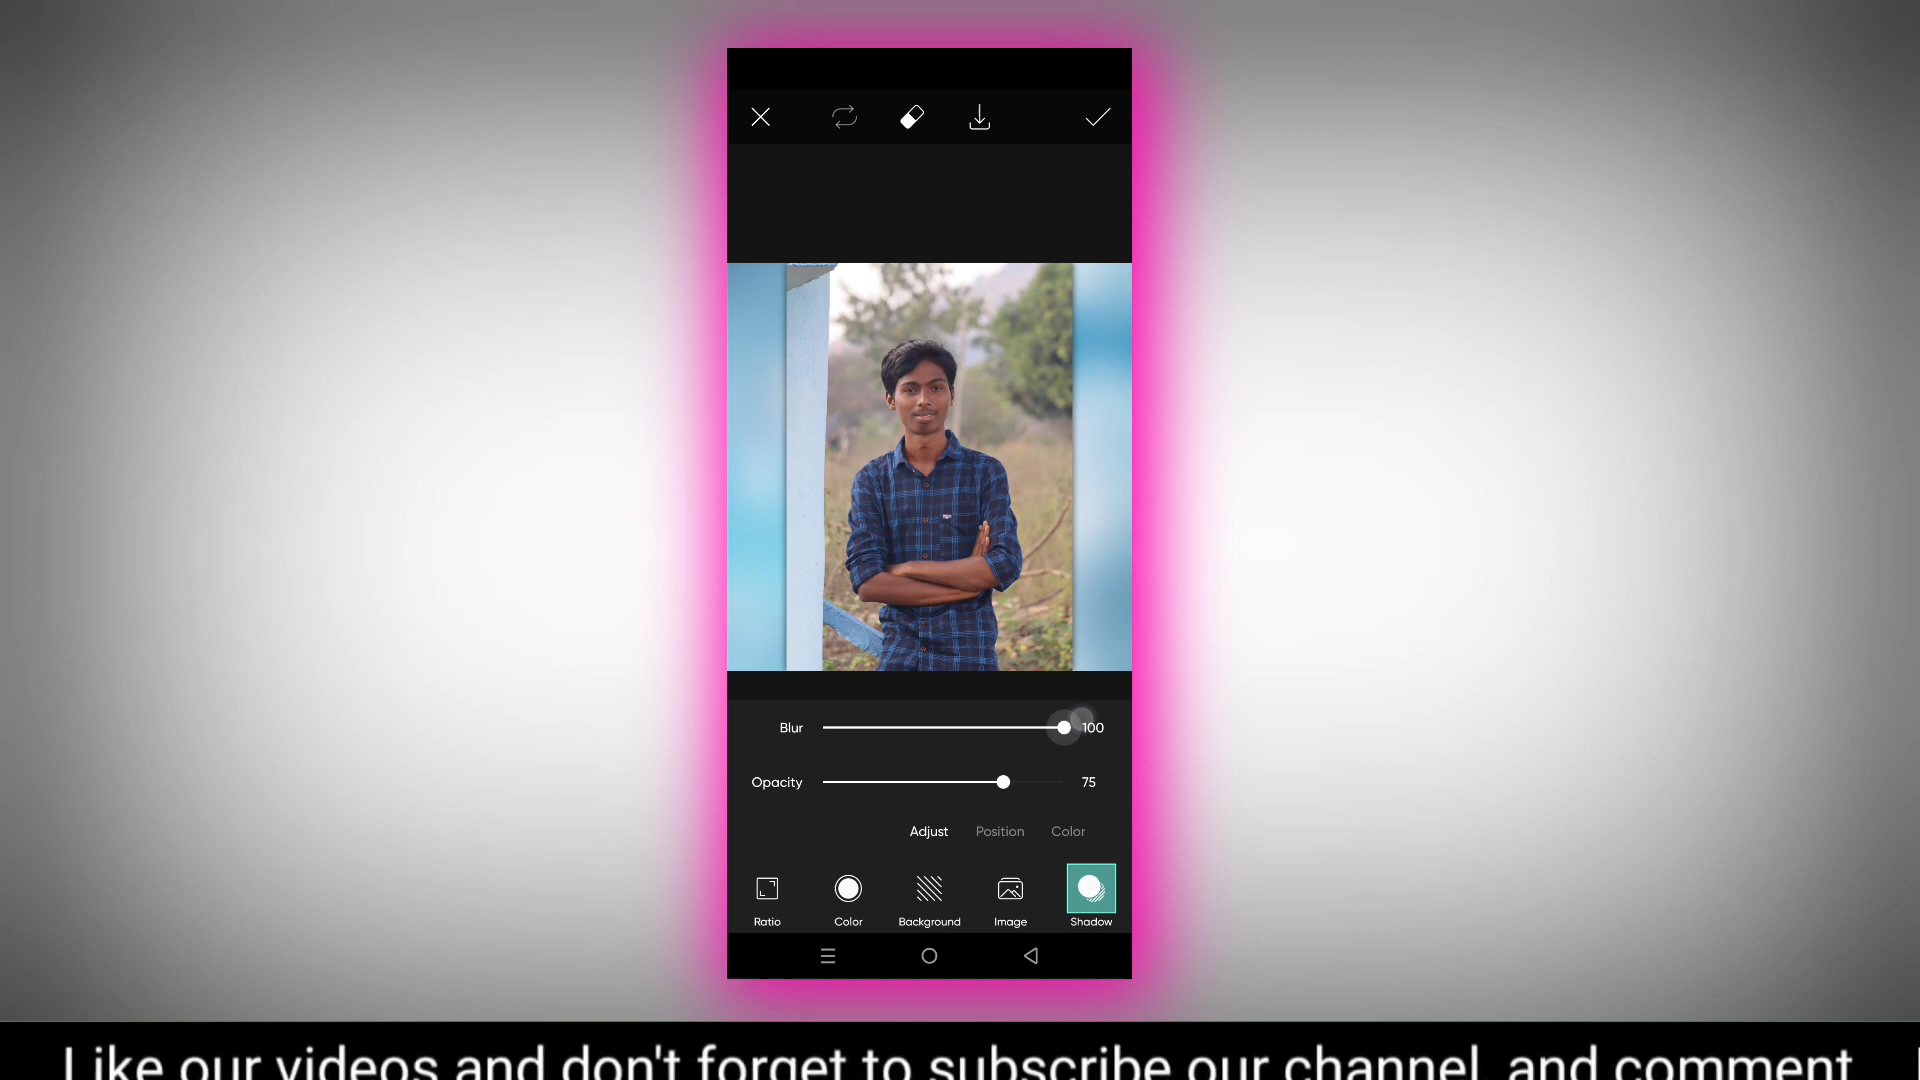 Blur 100
Opacity 75
Adjust Position Color
Ratio Color Background Image Shadow
Like our videos and don't forget to subscribe our channel, and comment